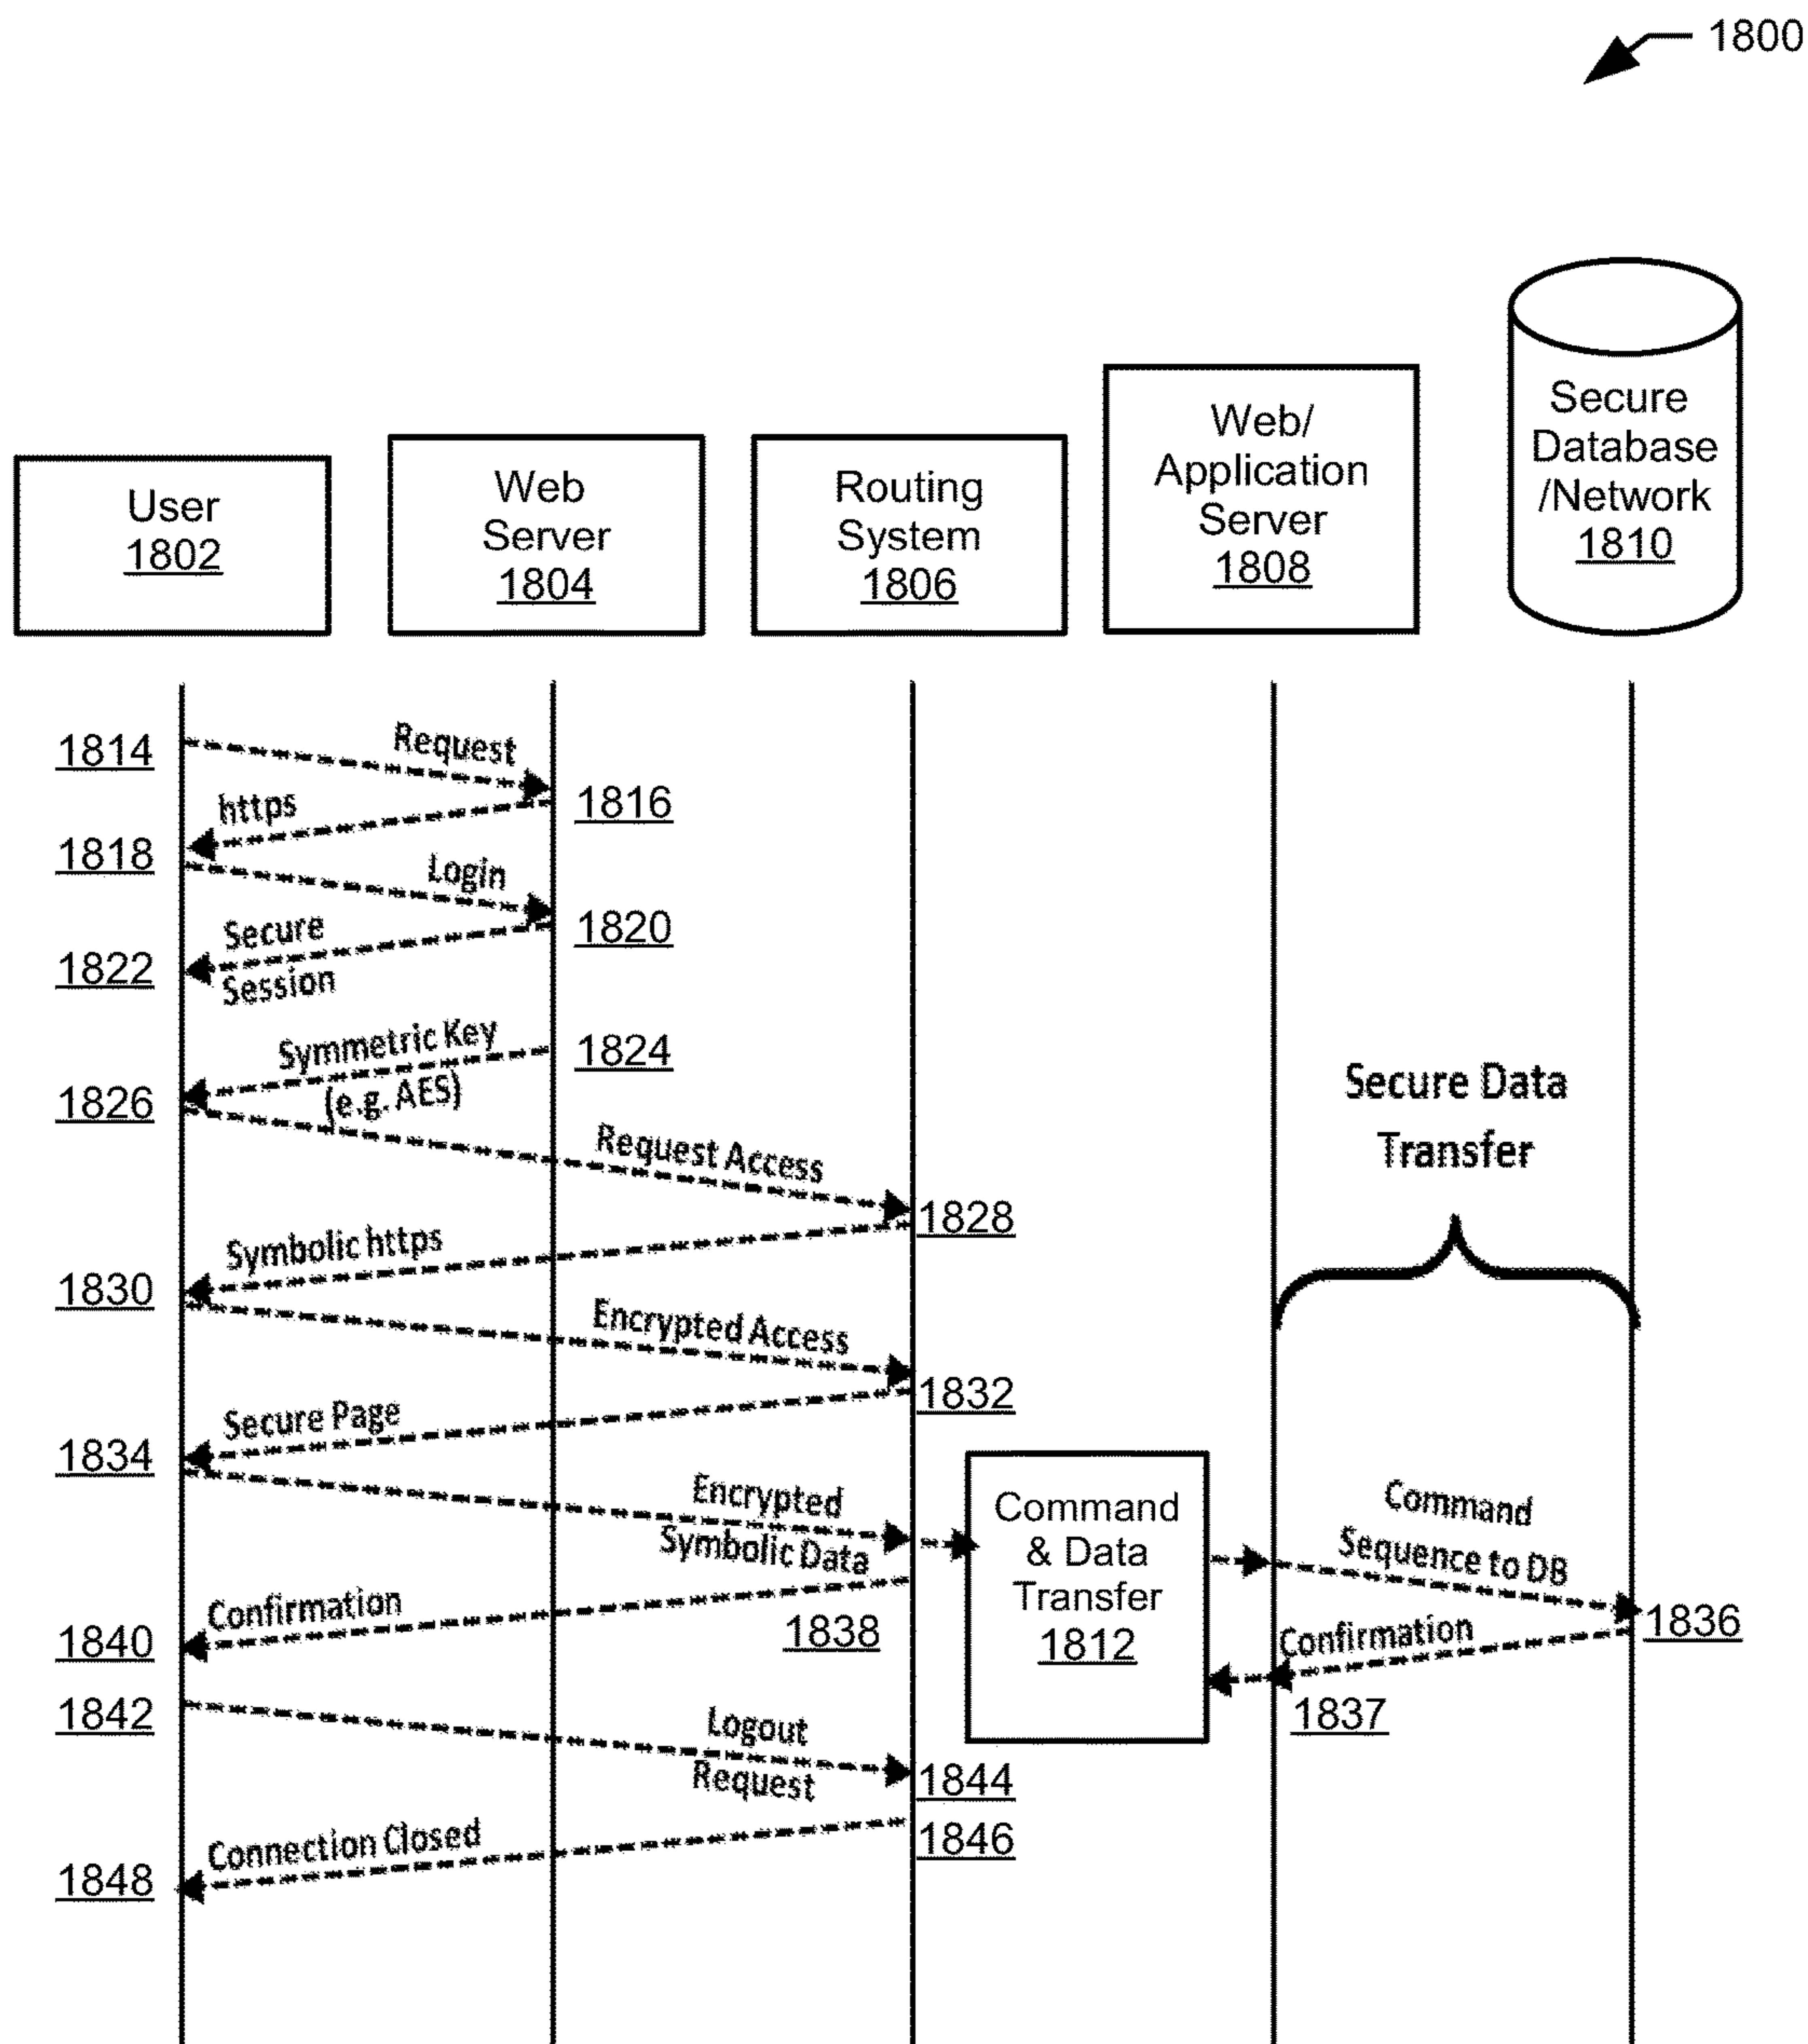 1800
User
1802
Web
Server
1804
Routing
System
1806
Web/
Application
Server
1808
Secure
Database
/Network
1810
1814
Request
1816
https
1818
Login
1820
Secure
Session
1822
Symmetric Key
(e.g. AES)
1824
1826
Request Access
1828
Symbolic https
1830
Encrypted Access
1832
Secure Page
1834
Encrypted
Symbolic Data
Secure Data
Transfer
Command
& Data
Transfer
1812
Command
Sequence to DB
1836
Confirmation
1837
Confirmation
1838
1840
1842
Logout
Request
1844
1846
Connection Closed
1848